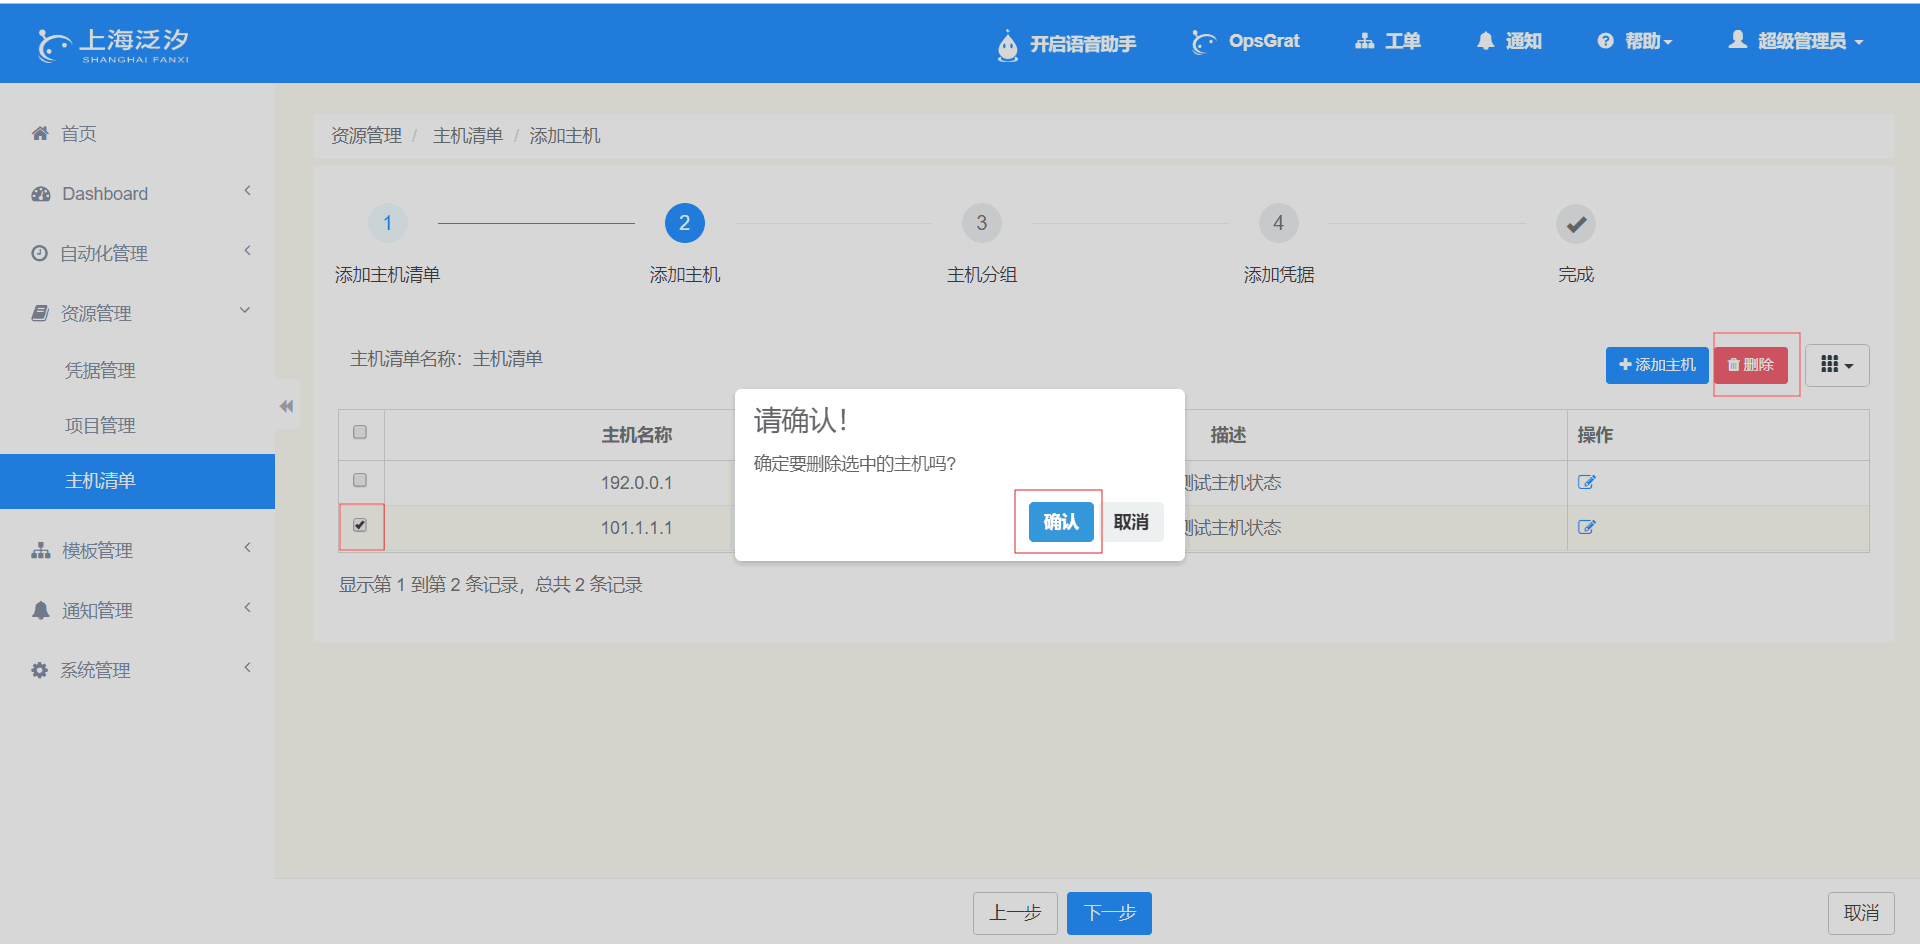 上海泛汐
SHANGHAI FANXI
开启语音助手
OpsGrat
工单
通知
帮助
超级管理员
首页
Dashboard
自动化管理
资源管理
凭据管理
项目管理
主机清单
模板管理
通知管理
系统管理
资源管理 / 主机清单 / 添加主机
1
2
3
4
添加主机清单
添加主机
主机分组
添加凭据
完成
主机清单名称：主机清单
添加主机
删除
主机名称
描述
操作
192.0.0.1
测试主机状态
101.1.1.1
测试主机状态
请确认！
确定要删除选中的主机吗?
确认
取消
显示第 1 到第 2 条记录，总共 2 条记录
上一步
下一步
取消